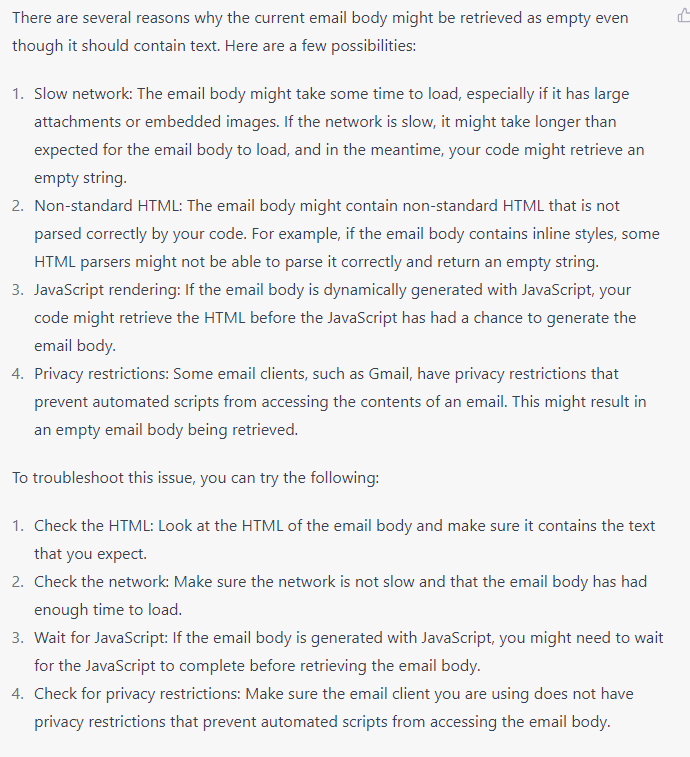 There are several reasons why the current email body might be retrieved as empty even
though it should contain text. Here are a few possibilities:
1. Slow network: The email body might take some time to load, especially if it has large
attachments or embedded images. If the network is slow, it might take longer than
expected for the email body to load, and in the meantime, your code might retrieve an
empty string.
2. Non-standard HTML: The email body might contain non-standard HTML that is not
parsed correctly by your code. For example, if the email body contains inline styles, some
HTML parsers might not be able to parse it correctly and return an empty string.
3. JavaScript rendering: If the email body is dynamically generated with JavaScript, your
code might retrieve the HTML before the JavaScript has had a chance to generate the
email body.
4. Privacy restrictions: Some email clients, such as Gmail, have privacy restrictions that
prevent automated scripts from accessing the contents of an email. This might result in
an empty email body being retrieved.
To troubleshoot this issue, you can try the following:
1. Check the HTML: Look at the HTML of the email body and make sure it contains the text
that you expect.
2. Check the network: Make sure the network is not slow and that the email body has had
enough time to load.
3. Wait for JavaScript: If the email body is generated with JavaScript, you might need to wait
for the JavaScript to complete before retrieving the email body.
4. Check for privacy restrictions: Make sure the email client you are using does not have
privacy restrictions that prevent automated scripts from accessing the email body.